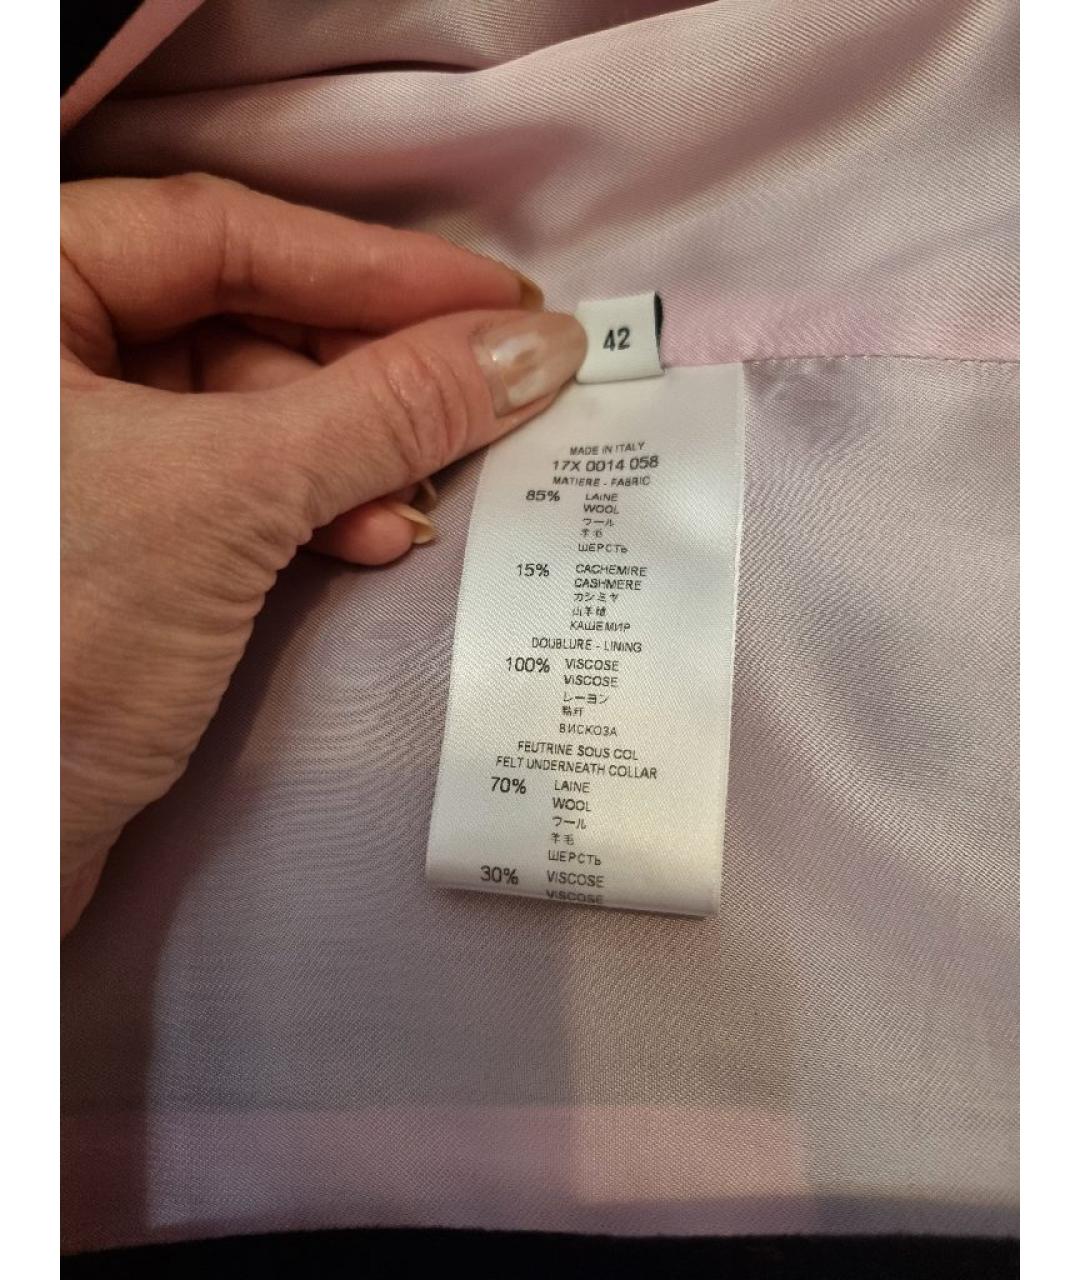 42
MADE IN ITALY
17X 0014 058
MATIERE - FABRIC
85% LAINE
WOOL
ウール
羊毛
ШЕРСТЬ
15% CACHEMIRE
CASHMERE
カシミヤ
山羊绒
КАШЕМИР
DOUBLURE - LINING
100% VISCOSE
VISCOSE
レーヨン
粘纤
ВИСКОЗА
FEUTRINE SOUS COL
FELT UNDERNEATH COLLAR
70% LAINE
WOOL
ウール
羊毛
ШЕРСТЬ
30% VISCOSE
VISCOSE